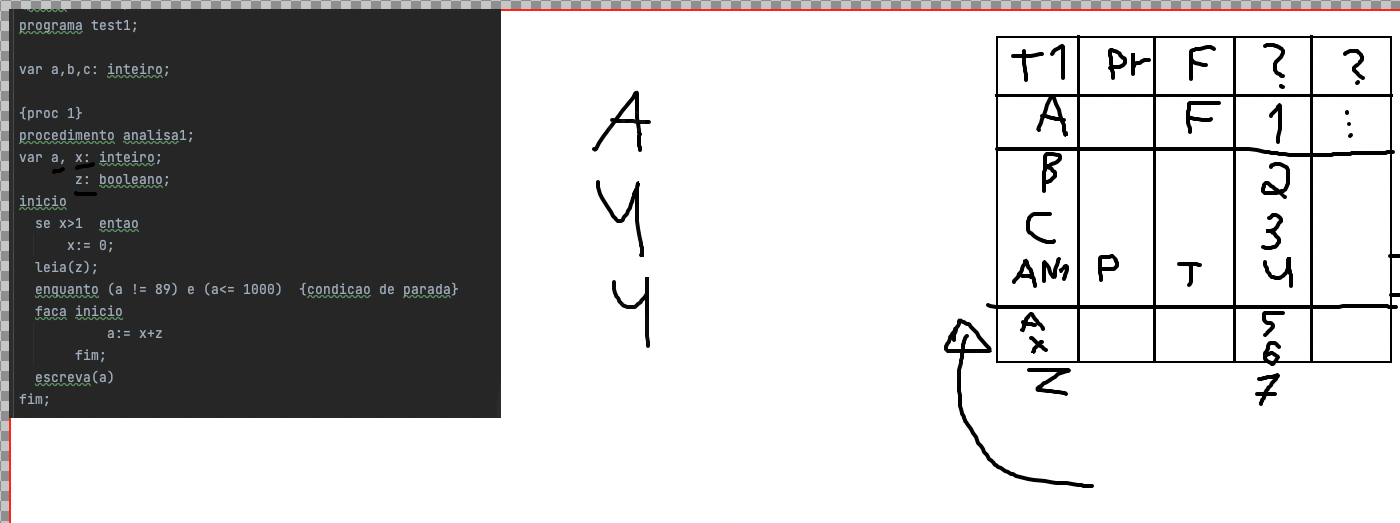 programa test1;
var a,b,c: inteiro;
{proc 1}
procedimento analisa1;
var a, x: inteiro;
z: booleano;
inicio
se x>1  entao
x:= 0;
leia(z);
enquanto (a != 89) e (a<= 1000)  {condicao de parada}
faca inicio
a:= x+z
fim;
escreva(a)
fim;
A
Y
Y
T1 Pr F ? ?
A F 1 ⋮
B 2
C 3
AN1 P T 4
A 5
X 6
Z 7